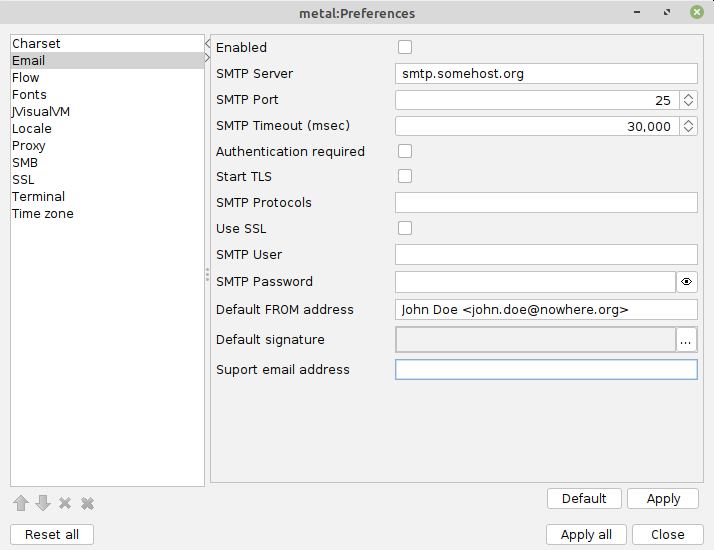 metal:Preferences
Charset
Email
Flow
Fonts
JVisualVM
Locale
Proxy
SMB
SSL
Terminal
Time zone
Enabled
SMTP Server smtp.somehost.org
SMTP Port 25
SMTP Timeout (msec) 30,000
Authentication required
Start TLS
SMTP Protocols
Use SSL
SMTP User
SMTP Password
Default FROM address John Doe <john.doe@nowhere.org>
Default signature ...
Suport email address
Default Apply
Reset all Apply all Close